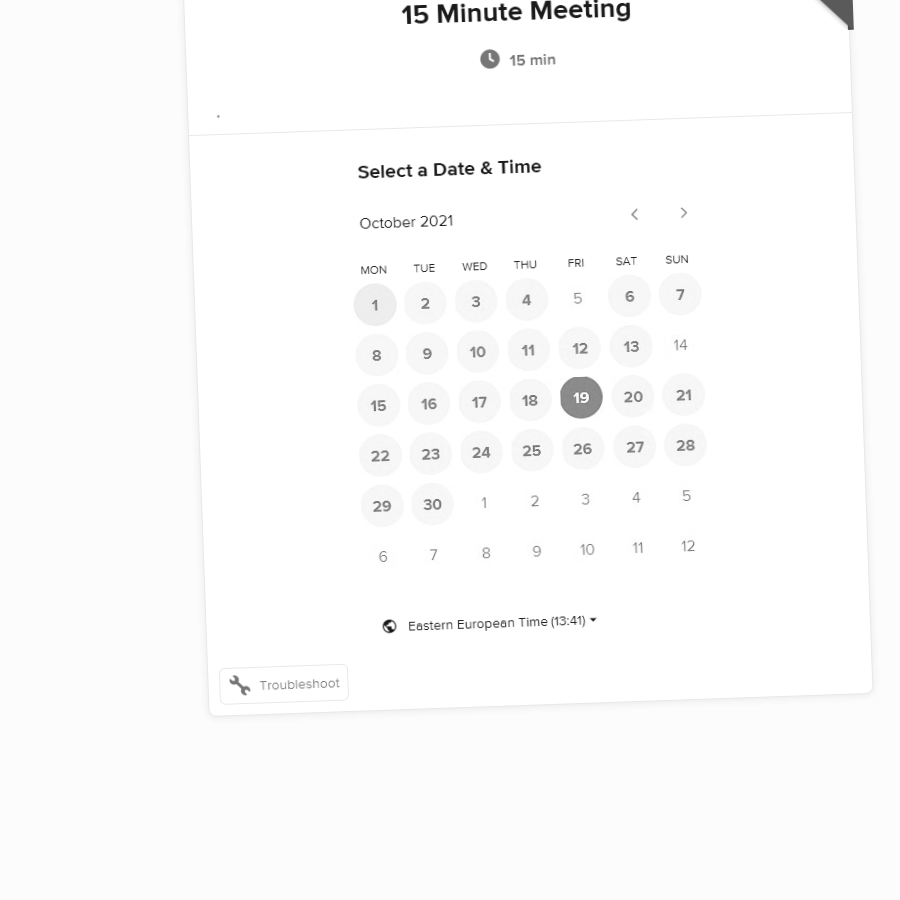 15 Minute Meeting
15 min
.
Select a Date & Time
October 2021
MON TUE WED THU FRI SAT SUN
1 2 3 4 5 6 7
8 9 10 11 12 13 14
15 16 17 18 19 20 21
22 23 24 25 26 27 28
29 30 1 2 3 4 5
6 7 8 9 10 11 12
Eastern European Time (13:41)
Troubleshoot